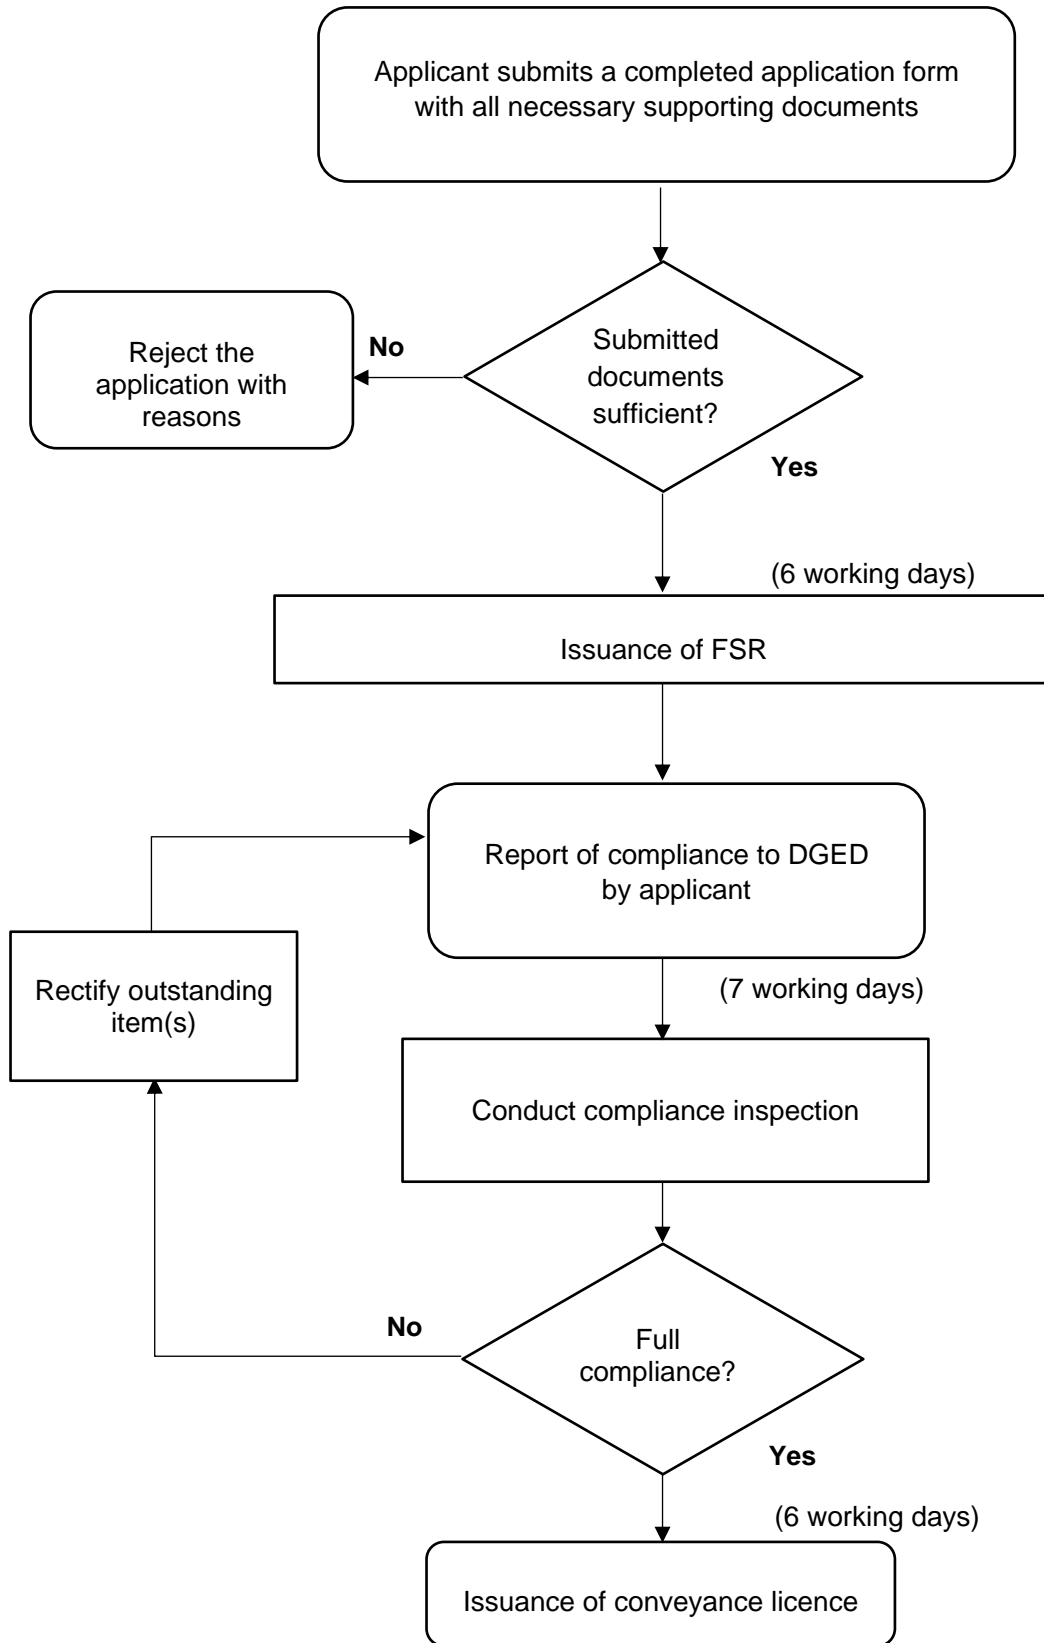 Applicant submits a completed application form
with all necessary supporting documents
Submitted
documents
sufficient?
No
Reject the
application with
reasons
Yes
(6 working days)
Issuance of FSR
Report of compliance to DGED
by applicant
Rectify outstanding
item(s)
(7 working days)
Conduct compliance inspection
No
Full
compliance?
Yes
(6 working days)
Issuance of conveyance licence